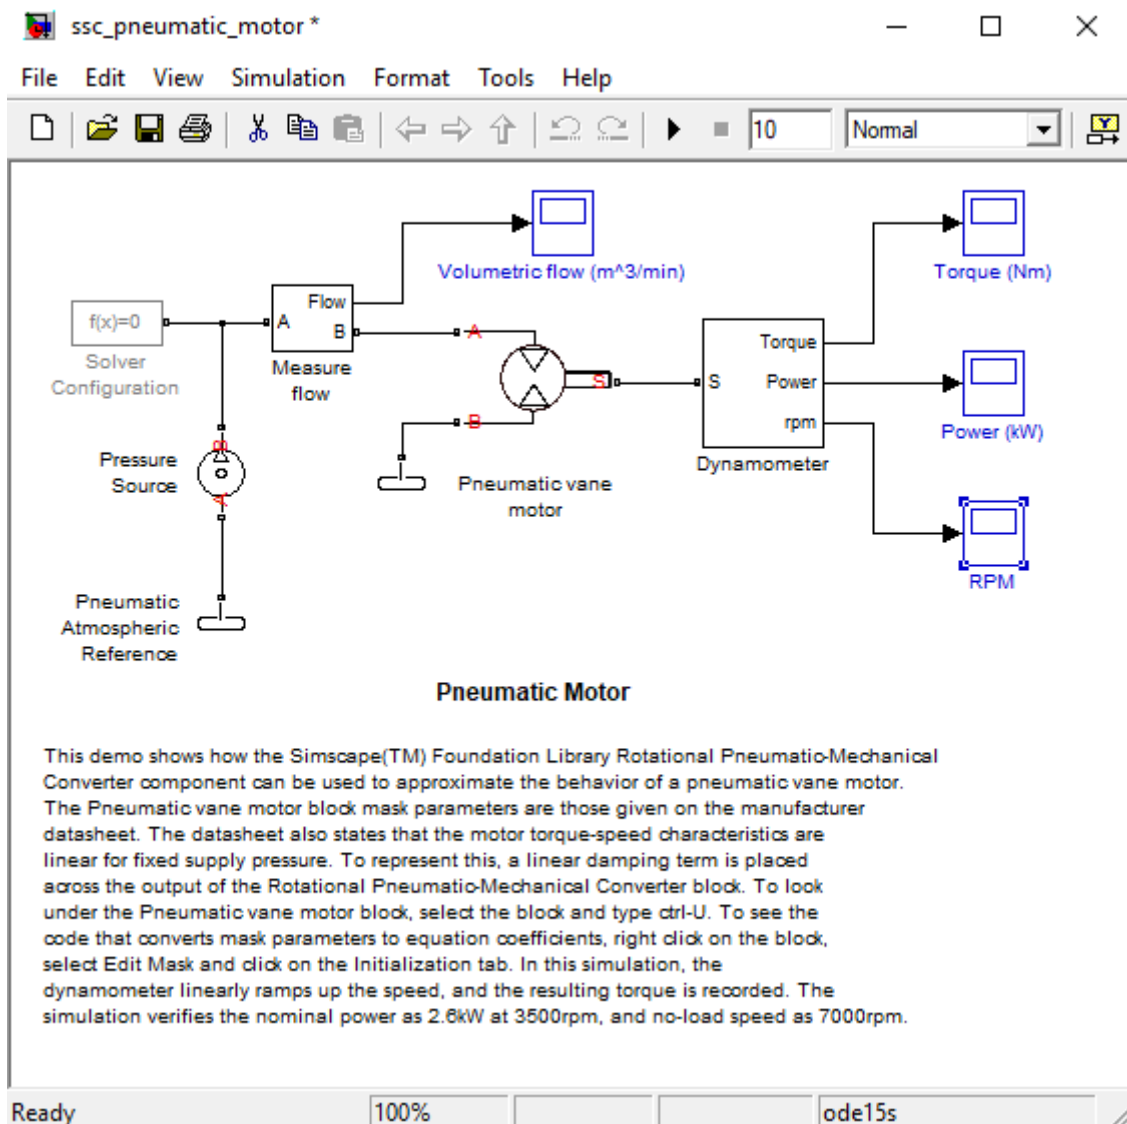 ssc_pneumatic_motor *
File Edit View Simulation Format Tools Help
10 Normal
Volumetric flow (m^3/min)
Torque (Nm)
f(x)=0
Solver
Configuration
Flow
A
B
Measure
flow
A
B
S
Pneumatic vane
motor
S
Torque
Power
rpm
Dynamometer
Power (kW)
RPM
B
A
Pressure
Source
Pneumatic
Atmospheric
Reference
Pneumatic Motor
This demo shows how the Simscape(TM) Foundation Library Rotational Pneumatic-Mechanical
Converter component can be used to approximate the behavior of a pneumatic vane motor.
The Pneumatic vane motor block mask parameters are those given on the manufacturer
datasheet. The datasheet also states that the motor torque-speed characteristics are
linear for fixed supply pressure. To represent this, a linear damping term is placed
across the output of the Rotational Pneumatic-Mechanical Converter block. To look
under the Pneumatic vane motor block, select the block and type ctrl-U. To see the
code that converts mask parameters to equation coefficients, right click on the block,
select Edit Mask and click on the Initialization tab. In this simulation, the
dynamometer linearly ramps up the speed, and the resulting torque is recorded. The
simulation verifies the nominal power as 2.6kW at 3500rpm, and no-load speed as 7000rpm.
Ready 100% ode15s